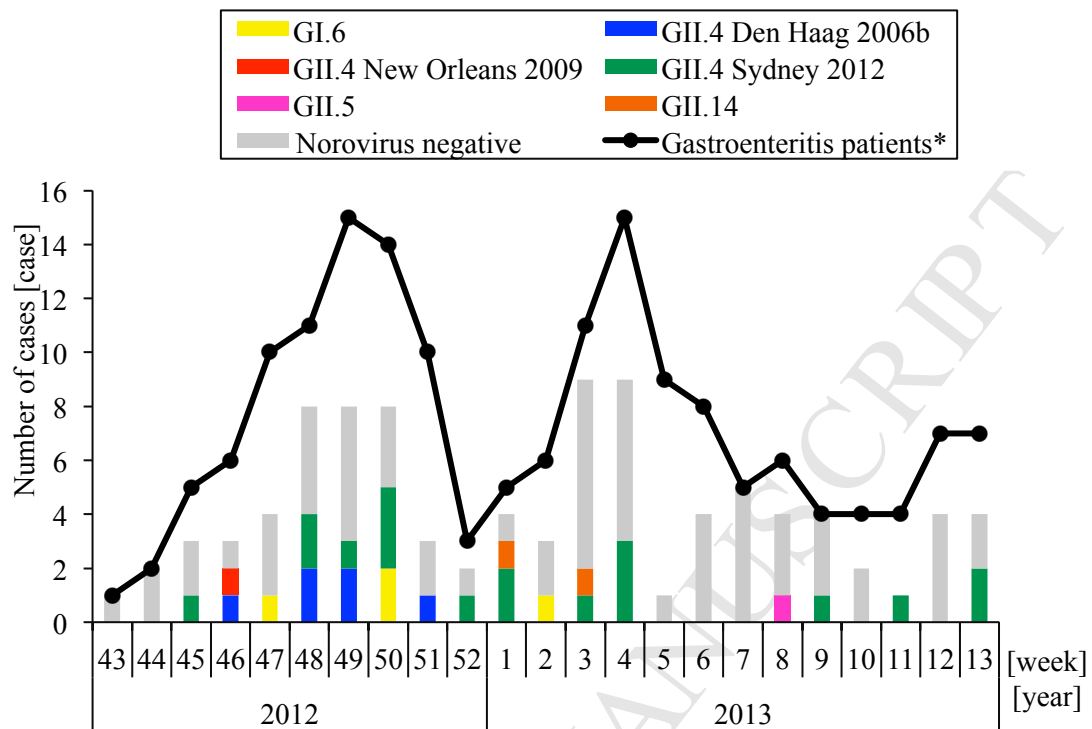 GI.6
GII.4 Den Haag 2006b
GII.4 New Orleans 2009
GII.4 Sydney 2012
GII.5
GII.14
Norovirus negative
Gastroenteritis patients*
Number of cases [case]
16
14
12
10
8
6
4
2
0
43 44 45 46 47 48 49 50 51 52 1 2 3 4 5 6 7 8 9 10 11 12 13 [week]
2012 2013 [year]
MANUSCRIPT